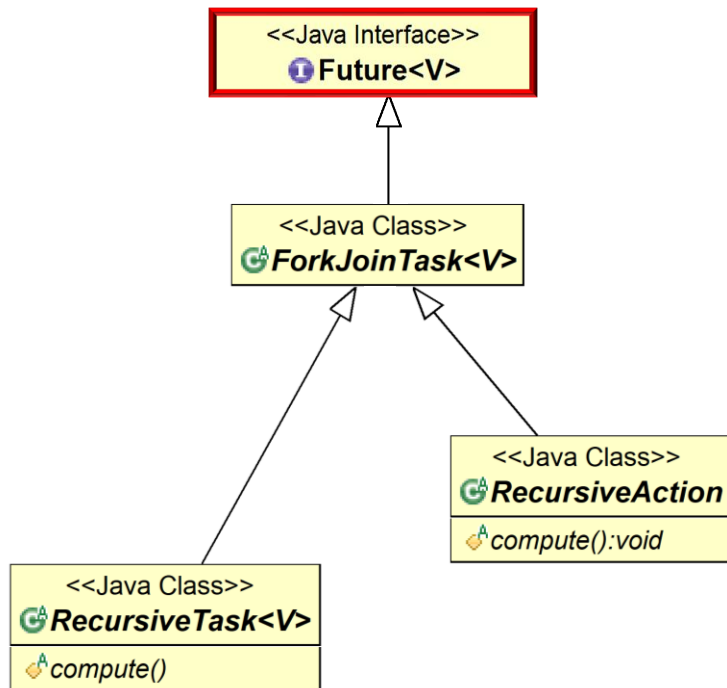 <<Java Interface>>
Future<V>
<<Java Class>>
ForkJoinTask<V>
<<Java Class>>
RecursiveAction
compute():void
<<Java Class>>
RecursiveTask<V>
compute()